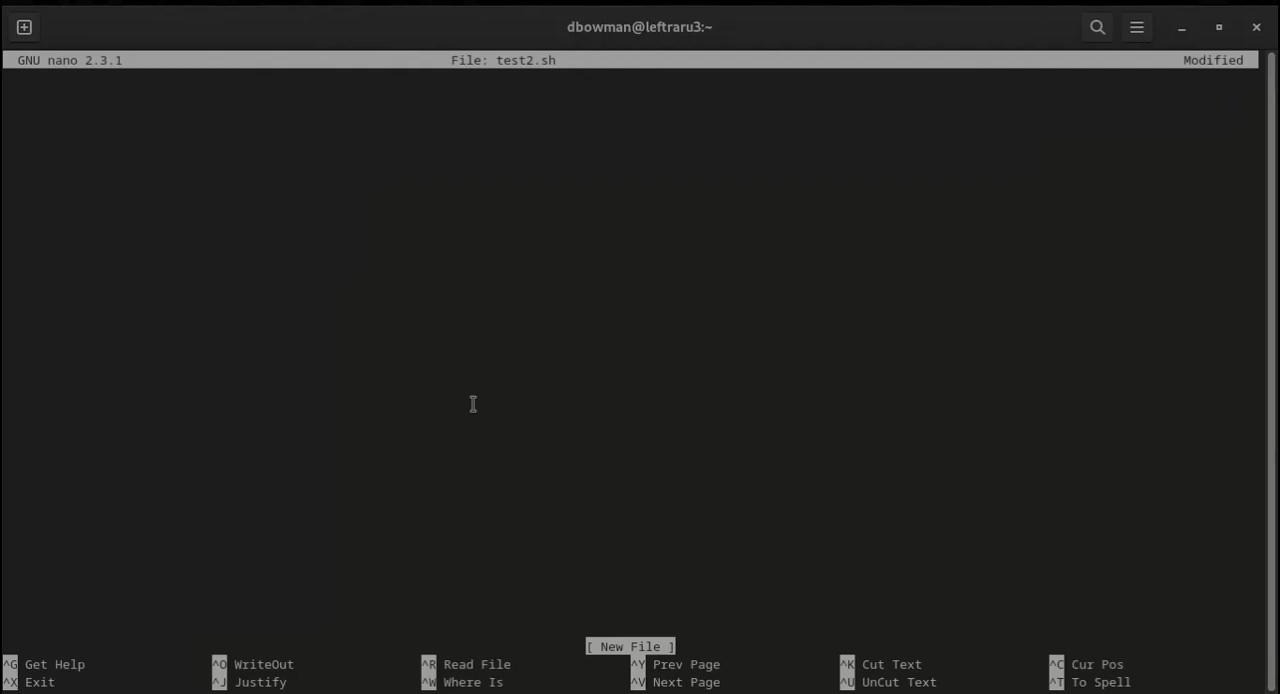 dbowman@leftraru3:~
GNU nano 2.3.1 File: test2.sh Modified
[ New File ]
^G Get Help ^O WriteOut ^R Read File ^Y Prev Page ^K Cut Text ^C Cur Pos
^X Exit ^J Justify ^W Where Is ^V Next Page ^U UnCut Text ^T To Spell